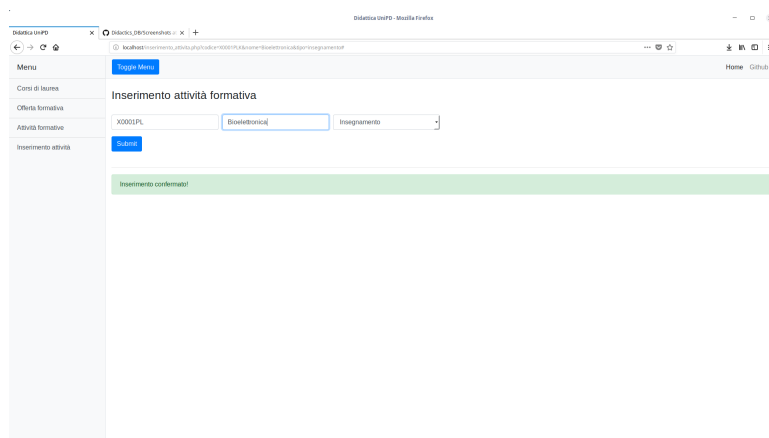 Didattica UniPD - Mozilla Firefox
Didattica UniPD
Didactics_DB/Screenshots
localhost/inserimento_attivita.php?codice=X0001PL&nome=Bioelettronica&tipo=Insegnamento#
Menu
Toggle Menu
Home Github
Corsi di laurea
Offerta formativa
Attività formative
Inserimento attività
Inserimento attività formativa
X0001PL Bioelettronica Insegnamento
Submit
Inserimento confermato!